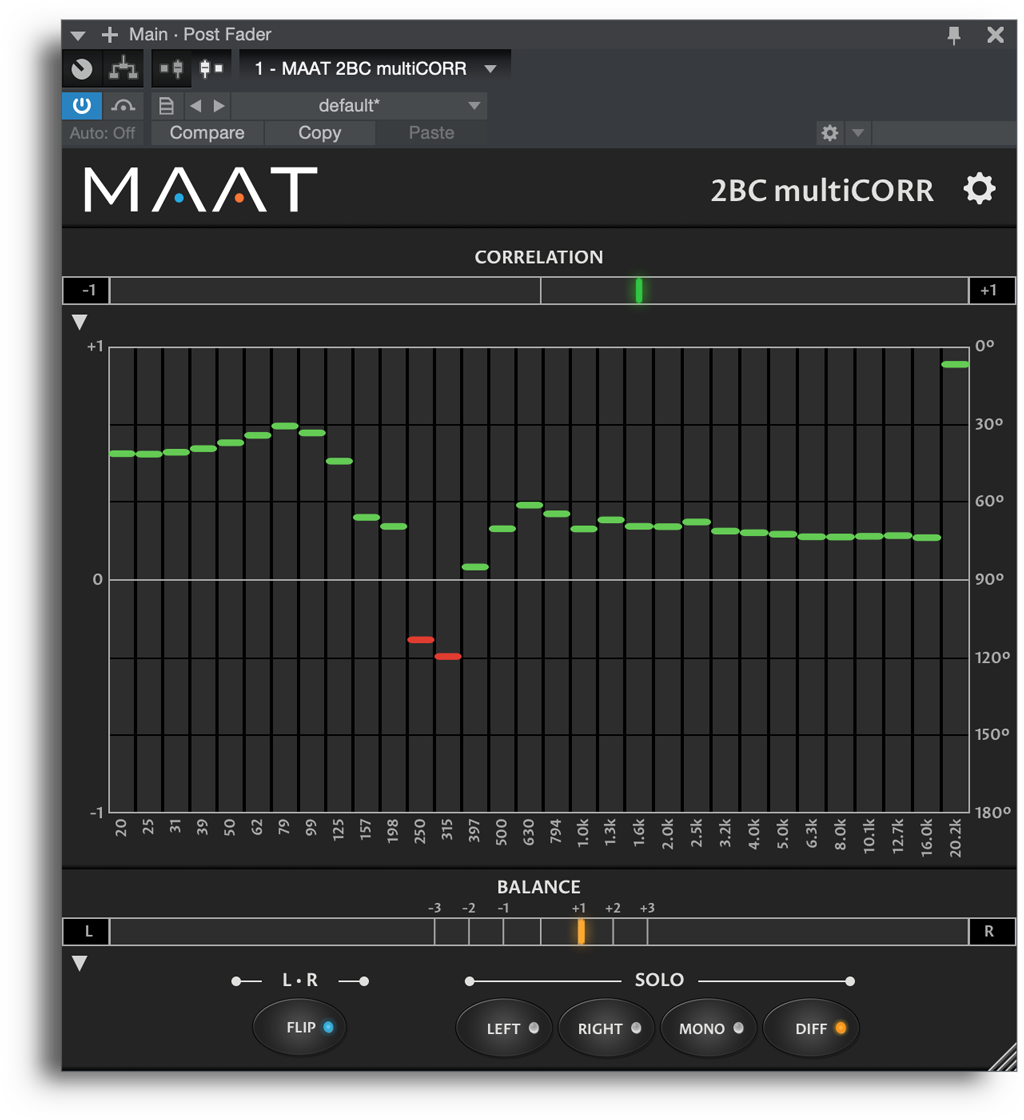 Main · Post Fader
1 - MAAT 2BC multiCORR
default*
Auto: Off Compare Copy Paste
MAAT 2BC multiCORR
CORRELATION
-1 +1
+1 0º
30º
60º
0 90º
120º
150º
-1 180º
20 25 31 39 50 62 79 99 125 157 198 250 315 397 500 630 794 1.0k 1.3k 1.6k 2.0k 2.5k 3.2k 4.0k 5.0k 6.3k 8.0k 10.1k 12.7k 16.0k 20.2k
BALANCE
-3 -2 -1 +1 +2 +3
L R
L · R SOLO
FLIP LEFT RIGHT MONO DIFF